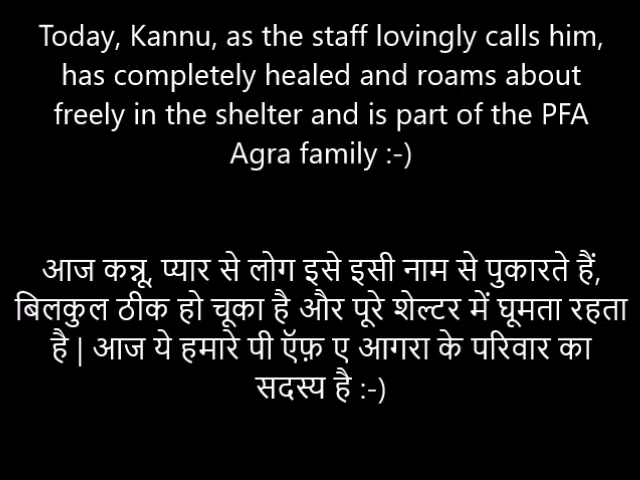 Today, Kannu, as the staff lovingly calls him,
has completely healed and roams about
freely in the shelter and is part of the PFA
Agra family :-)
आज कन्नू, प्यार से लोग इसे इसी नाम से पुकारते हैं,
बिलकुल ठीक हो चूका है और पूरे शेल्टर में घूमता रहता
है | आज ये हमारे पी ऍफ़ ए आगरा के परिवार का
सदस्य है :-)